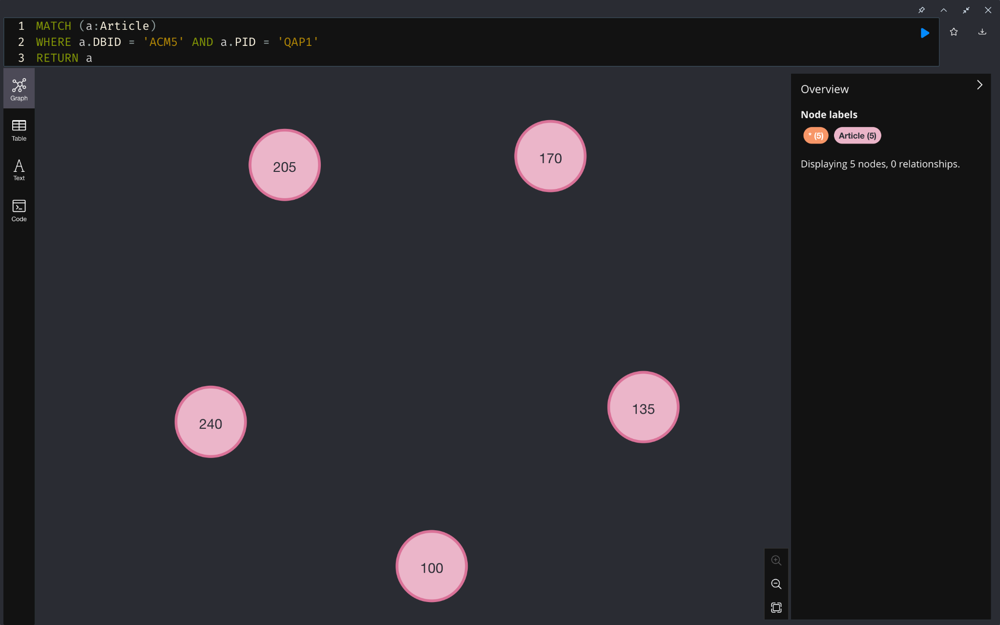 1 MATCH (a:Article)
2 WHERE a.DBID = 'ACM5' AND a.PID = 'QAP1'
3 RETURN a
Graph
Table
A
Text
Code
205
170
240
135
100
Overview
Node labels
* (5) Article (5)
Displaying 5 nodes, 0 relationships.